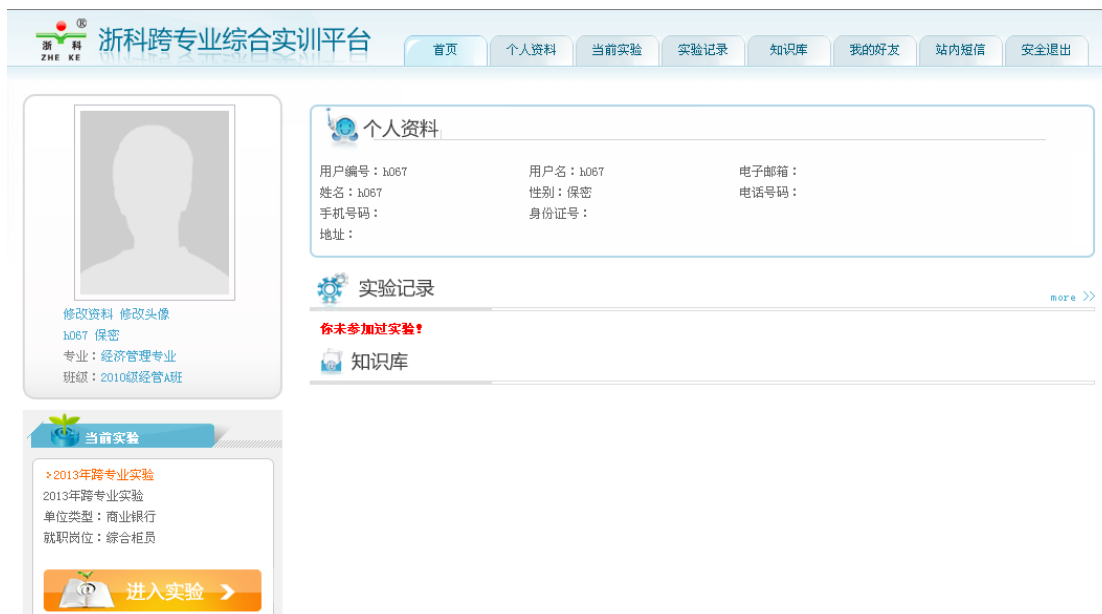 浙科 ®
ZHE KE
浙科跨专业综合实训平台
首页 个人资料 当前实验 实验记录 知识库 我的好友 站内短信 安全退出
修改资料 修改头像
h067 保密
专业：经济管理专业
班级：2010级经管A班
当前实验
>2013年跨专业实验
2013年跨专业实验
单位类型：商业银行
就职岗位：综合柜员
进入实验
个人资料
用户编号：h067 用户名：h067 电子邮箱：
姓名：h067 性别：保密 电话号码：
手机号码： 身份证号：
地址：
实验记录
more >>
你未参加过实验！
知识库